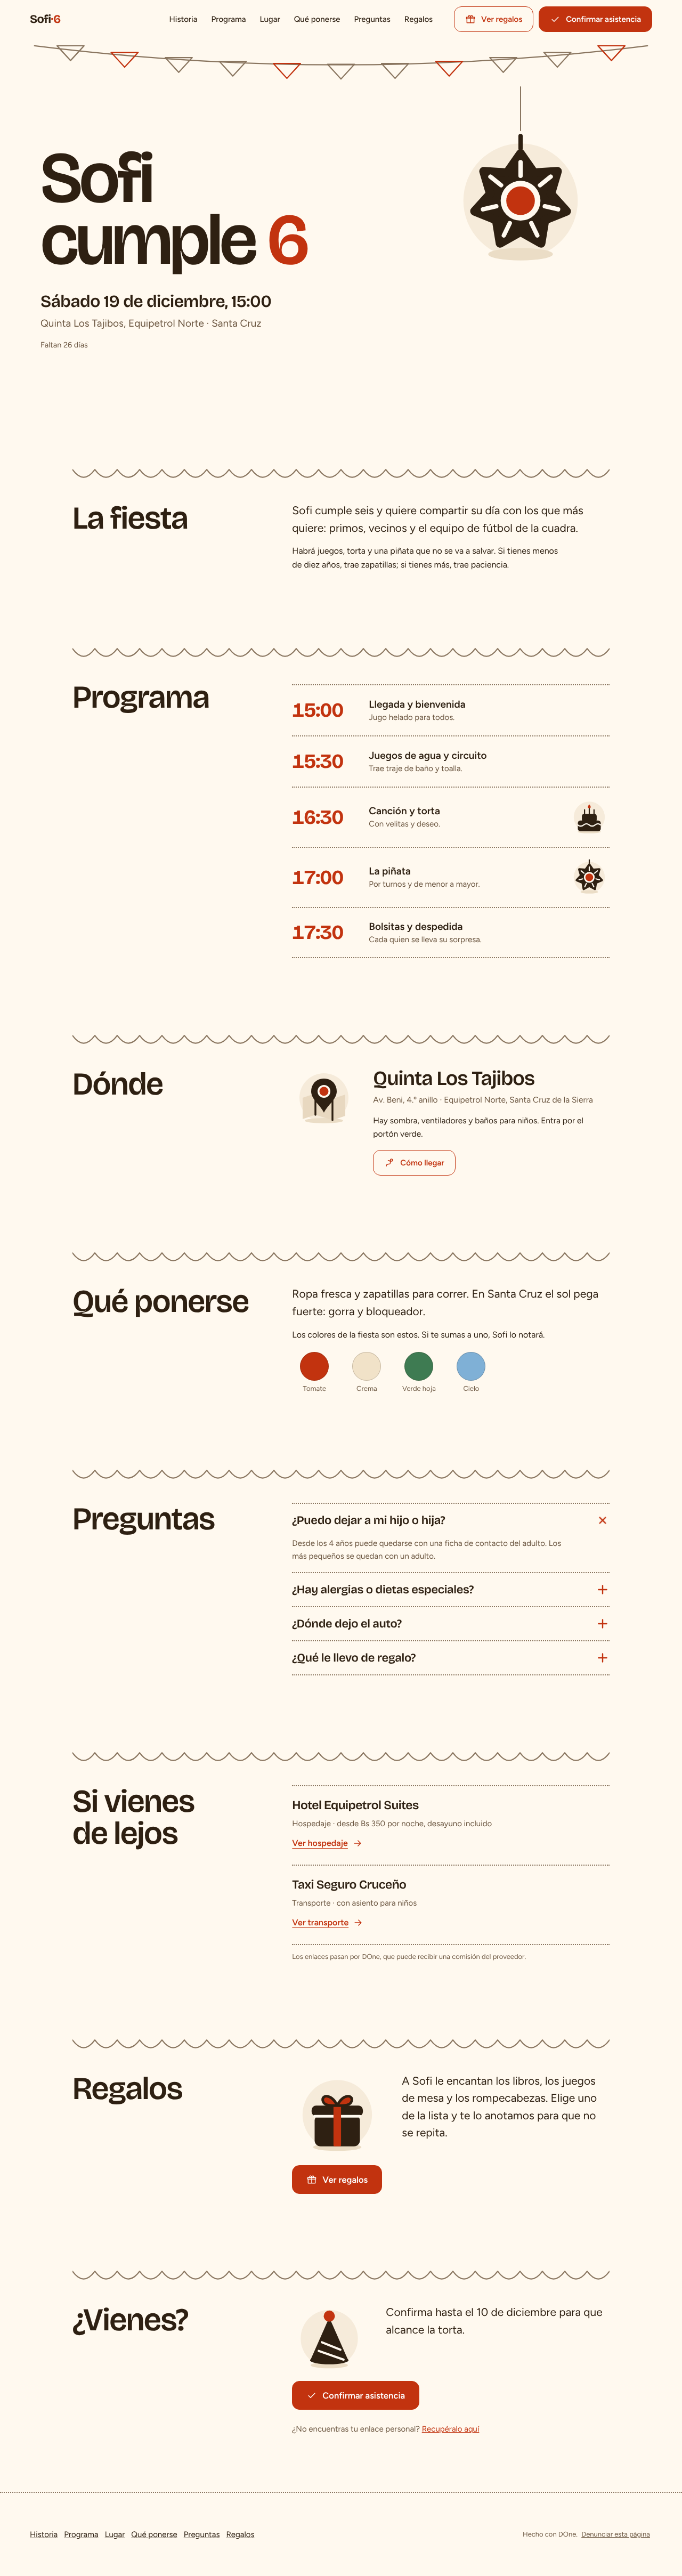 Sofi·6
Historia Programa Lugar Qué ponerse Preguntas Regalos Ver regalos Confirmar asistencia
Sofi
cumple 6
Sábado 19 de diciembre, 15:00
Quinta Los Tajibos, Equipetrol Norte · Santa Cruz
Faltan 26 días
La fiesta
Sofi cumple seis y quiere compartir su día con los que más
quiere: primos, vecinos y el equipo de fútbol de la cuadra.
Habrá juegos, torta y una piñata que no se va a salvar. Si tienes menos
de diez años, trae zapatillas; si tienes más, trae paciencia.
Programa
15:00 Llegada y bienvenida
Jugo helado para todos.
15:30 Juegos de agua y circuito
Trae traje de baño y toalla.
16:30 Canción y torta
Con velitas y deseo.
17:00 La piñata
Por turnos y de menor a mayor.
17:30 Bolsitas y despedida
Cada quien se lleva su sorpresa.
Dónde
Quinta Los Tajibos
Av. Beni, 4.º anillo · Equipetrol Norte, Santa Cruz de la Sierra
Hay sombra, ventiladores y baños para niños. Entra por el
portón verde.
Cómo llegar
Qué ponerse
Ropa fresca y zapatillas para correr. En Santa Cruz el sol pega
fuerte: gorra y bloqueador.
Los colores de la fiesta son estos. Si te sumas a uno, Sofi lo notará.
Tomate Crema Verde hoja Cielo
Preguntas
¿Puedo dejar a mi hijo o hija?
Desde los 4 años puede quedarse con una ficha de contacto del adulto. Los
más pequeños se quedan con un adulto.
¿Hay alergias o dietas especiales?
¿Dónde dejo el auto?
¿Qué le llevo de regalo?
Si vienes
de lejos
Hotel Equipetrol Suites
Hospedaje · desde Bs 350 por noche, desayuno incluido
Ver hospedaje
Taxi Seguro Cruceño
Transporte · con asiento para niños
Ver transporte
Los enlaces pasan por DOne, que puede recibir una comisión del proveedor.
Regalos
A Sofi le encantan los libros, los juegos
de mesa y los rompecabezas. Elige uno
de la lista y te lo anotamos para que no
se repita.
Ver regalos
¿Vienes?
Confirma hasta el 10 de diciembre para que
alcance la torta.
Confirmar asistencia
¿No encuentras tu enlace personal? Recupéralo aquí
Historia Programa Lugar Qué ponerse Preguntas Regalos
Hecho con DOne. Denunciar esta página